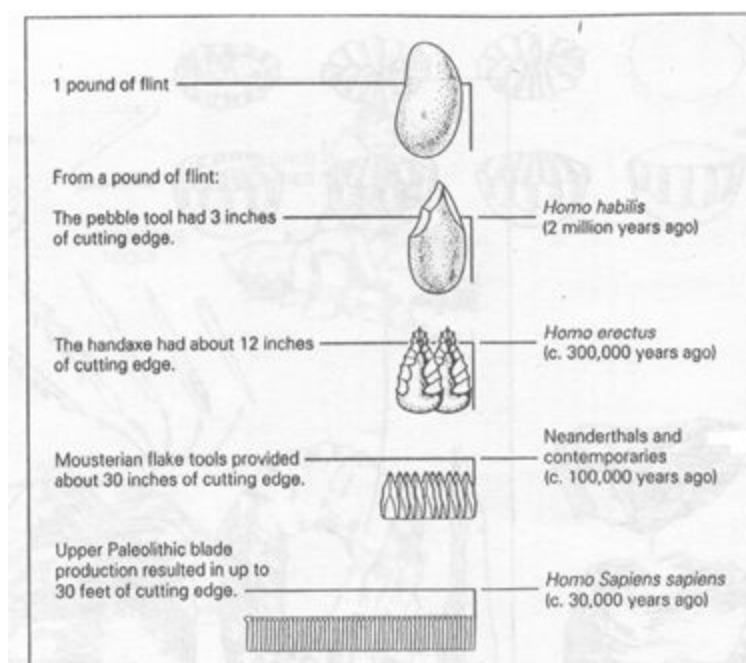 1 pound of flint
From a pound of flint:
The pebble tool had 3 inches
of cutting edge.
Homo habilis
(2 million years ago)
The handaxe had about 12 inches
of cutting edge.
Homo erectus
(c. 300,000 years ago)
Mousterian flake tools provided
about 30 inches of cutting edge.
Neanderthals and
contemporaries
(c. 100,000 years ago)
Upper Paleolithic blade
production resulted in up to
30 feet of cutting edge.
Homo Sapiens sapiens
(c. 30,000 years ago)